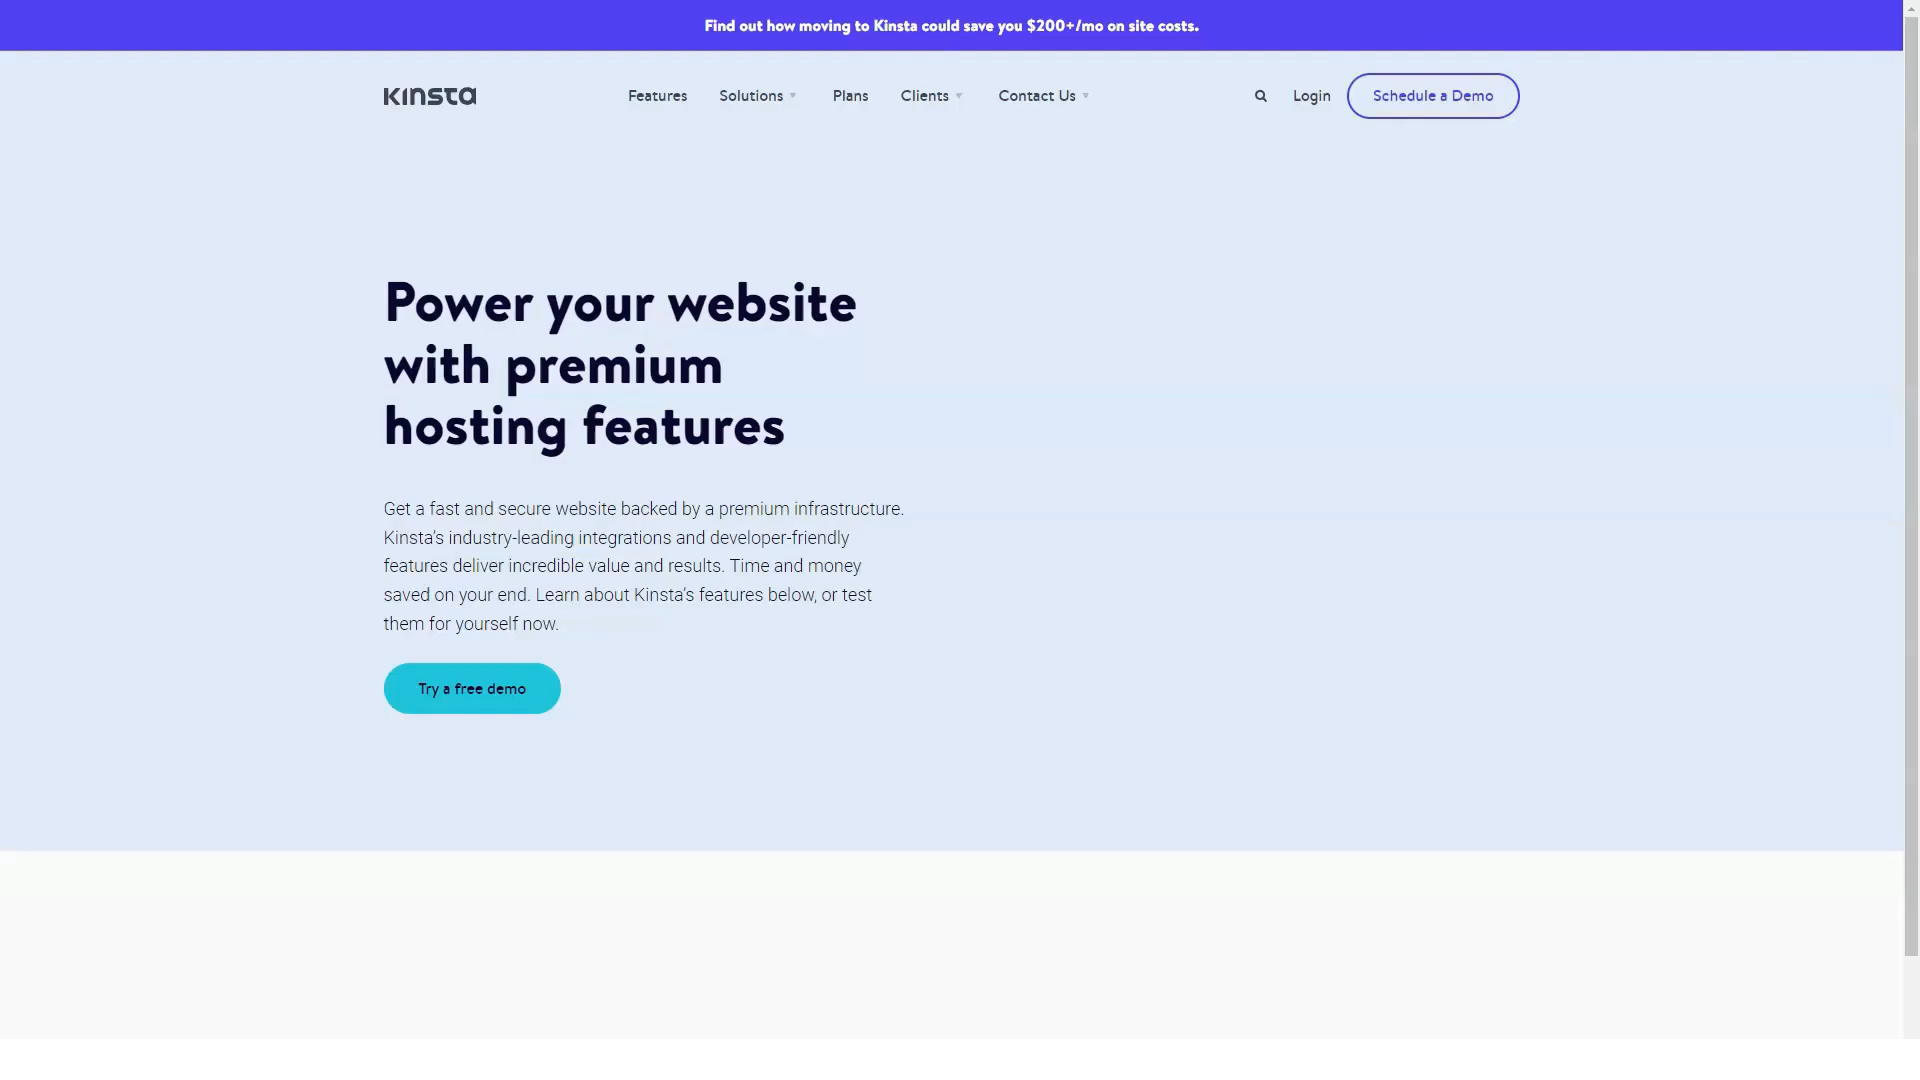 Find out how moving to Kinsta could save you $200+/mo on site costs.
KINSTA
Features
Solutions
Plans
Clients
Contact Us
Login
Schedule a Demo
Power your website
with premium
hosting features
Get a fast and secure website backed by a premium infrastructure.
Kinsta's industry-leading integrations and developer-friendly
features deliver incredible value and results. Time and money
saved on your end. Learn about Kinsta's features below, or test
them for yourself now.
Try a free demo